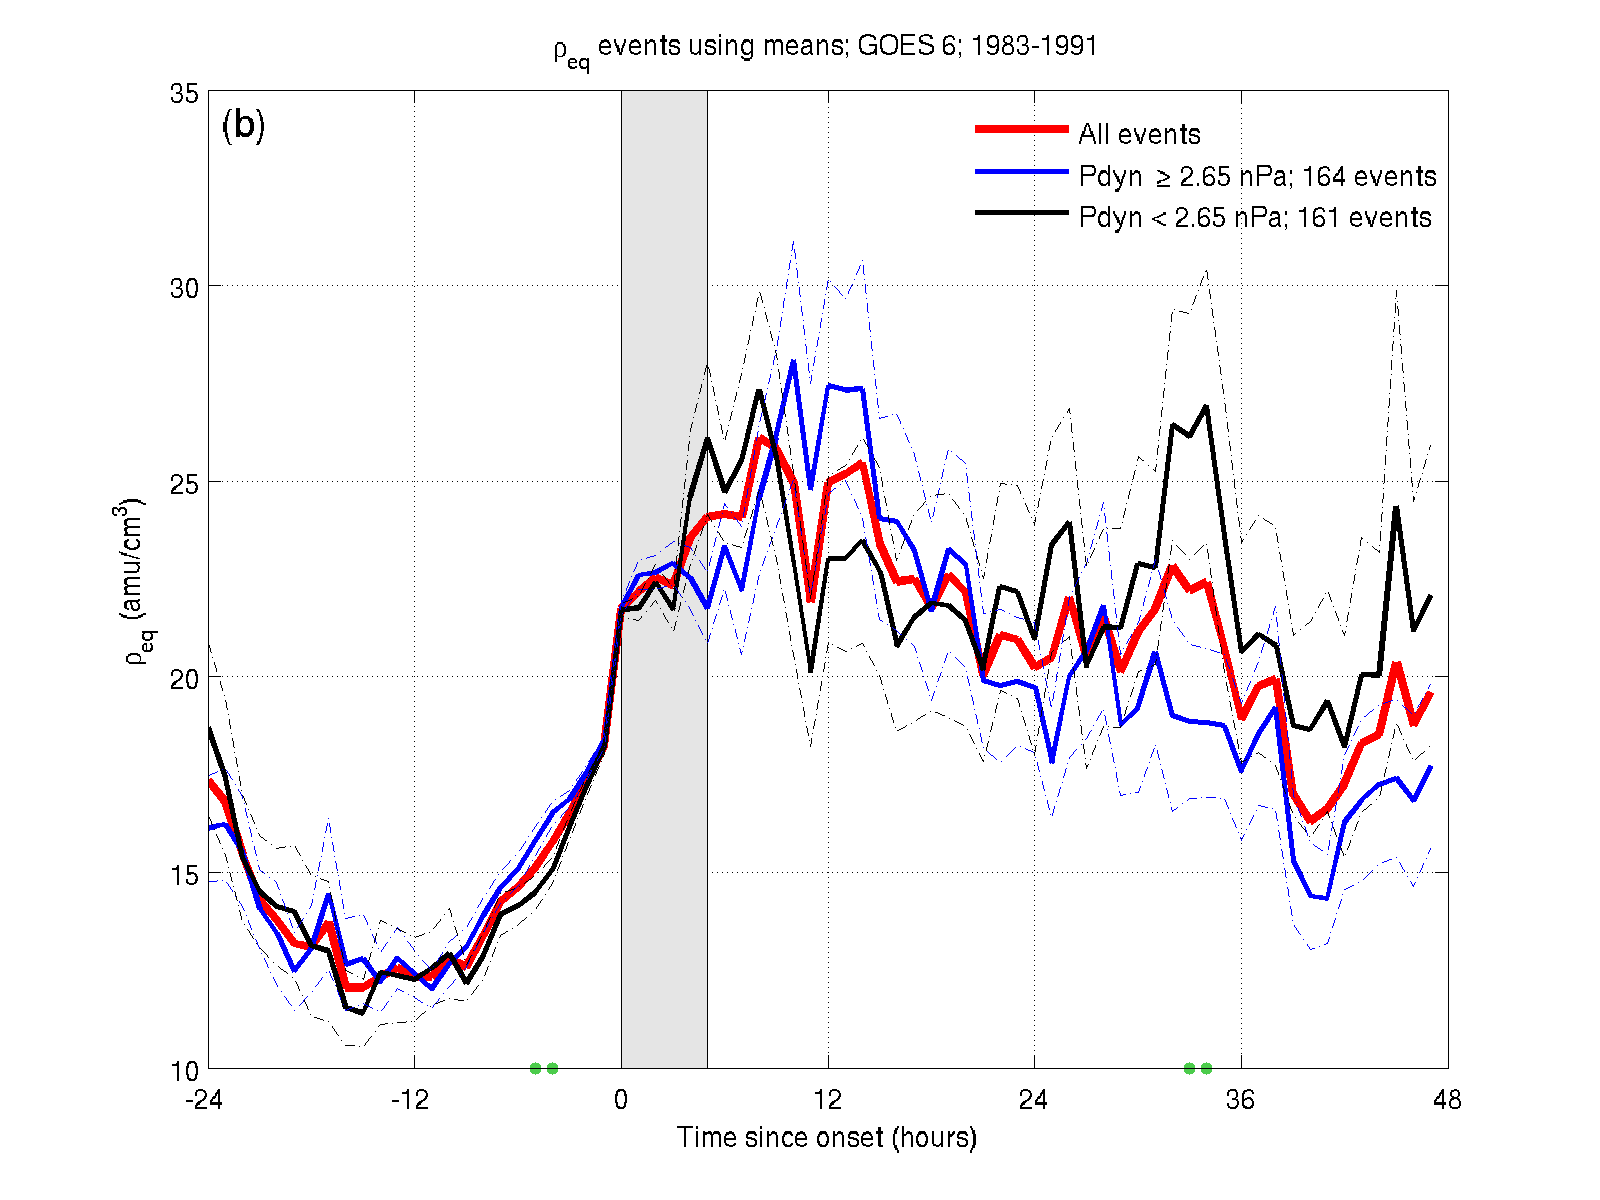 ρeq events using means; GOES 6; 1983-1991
(b)
All events
Pdyn ≥ 2.65 nPa; 164 events
Pdyn < 2.65 nPa; 161 events
ρeq (amu/cm³)
35
30
25
20
15
10
-24 -12 0 12 24 36 48
Time since onset (hours)